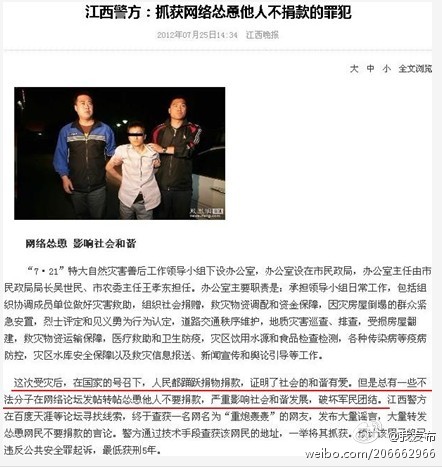 江西警方：抓获网络怂恿他人不捐款的罪犯
2012年07月25日14:34 江西晚报
大 中 小 全文浏览
凤凰网
ifeng.com
网络怂恿 影响社会和谐
“7·21”特大自然灾害善后工作领导小组下设办公室，办公室设在市民政局，办公室主任由市
民政局局长吴世民、市农委主任王孝东担任。办公室主要职责是：承担领导小组日常工作，包括组
织协调成员单位做好灾害救助，组织社会捐赠，救灾物资调配和资金保障，因灾房屋倒塌的群众紧
急安置，烈士评定和见义勇为行为认定，道路交通秩序维护，地质灾害巡查、排查，受损房屋翻
建，救灾物资运输保障，医疗救助和卫生防疫，灾区饮用水源和食品检查检测，各种传染病等疫病
防控，灾区水库安全保障以及救灾信息报送、新闻宣传和舆论引导等工作。
这次受灾后，在国家的号召下，人民都踊跃捐物捐款，证明了社会的和谐有爱。但是总有一些不
法分子在网络论坛发帖转帖怂恿他人不要捐款，严重影响社会和谐发展，破坏军民团结。江西警方
在百度天涯等论坛寻找线索，终于查获一名网名为“重炮轰轰”的网友，发布大量谣言，大量转发
怂恿网民不要捐款的言论。警方通过技术手段查获该网民的地址，一举将其抓获。
违反公共安全罪起诉，最低获刑5年。
weibo.com/206662966